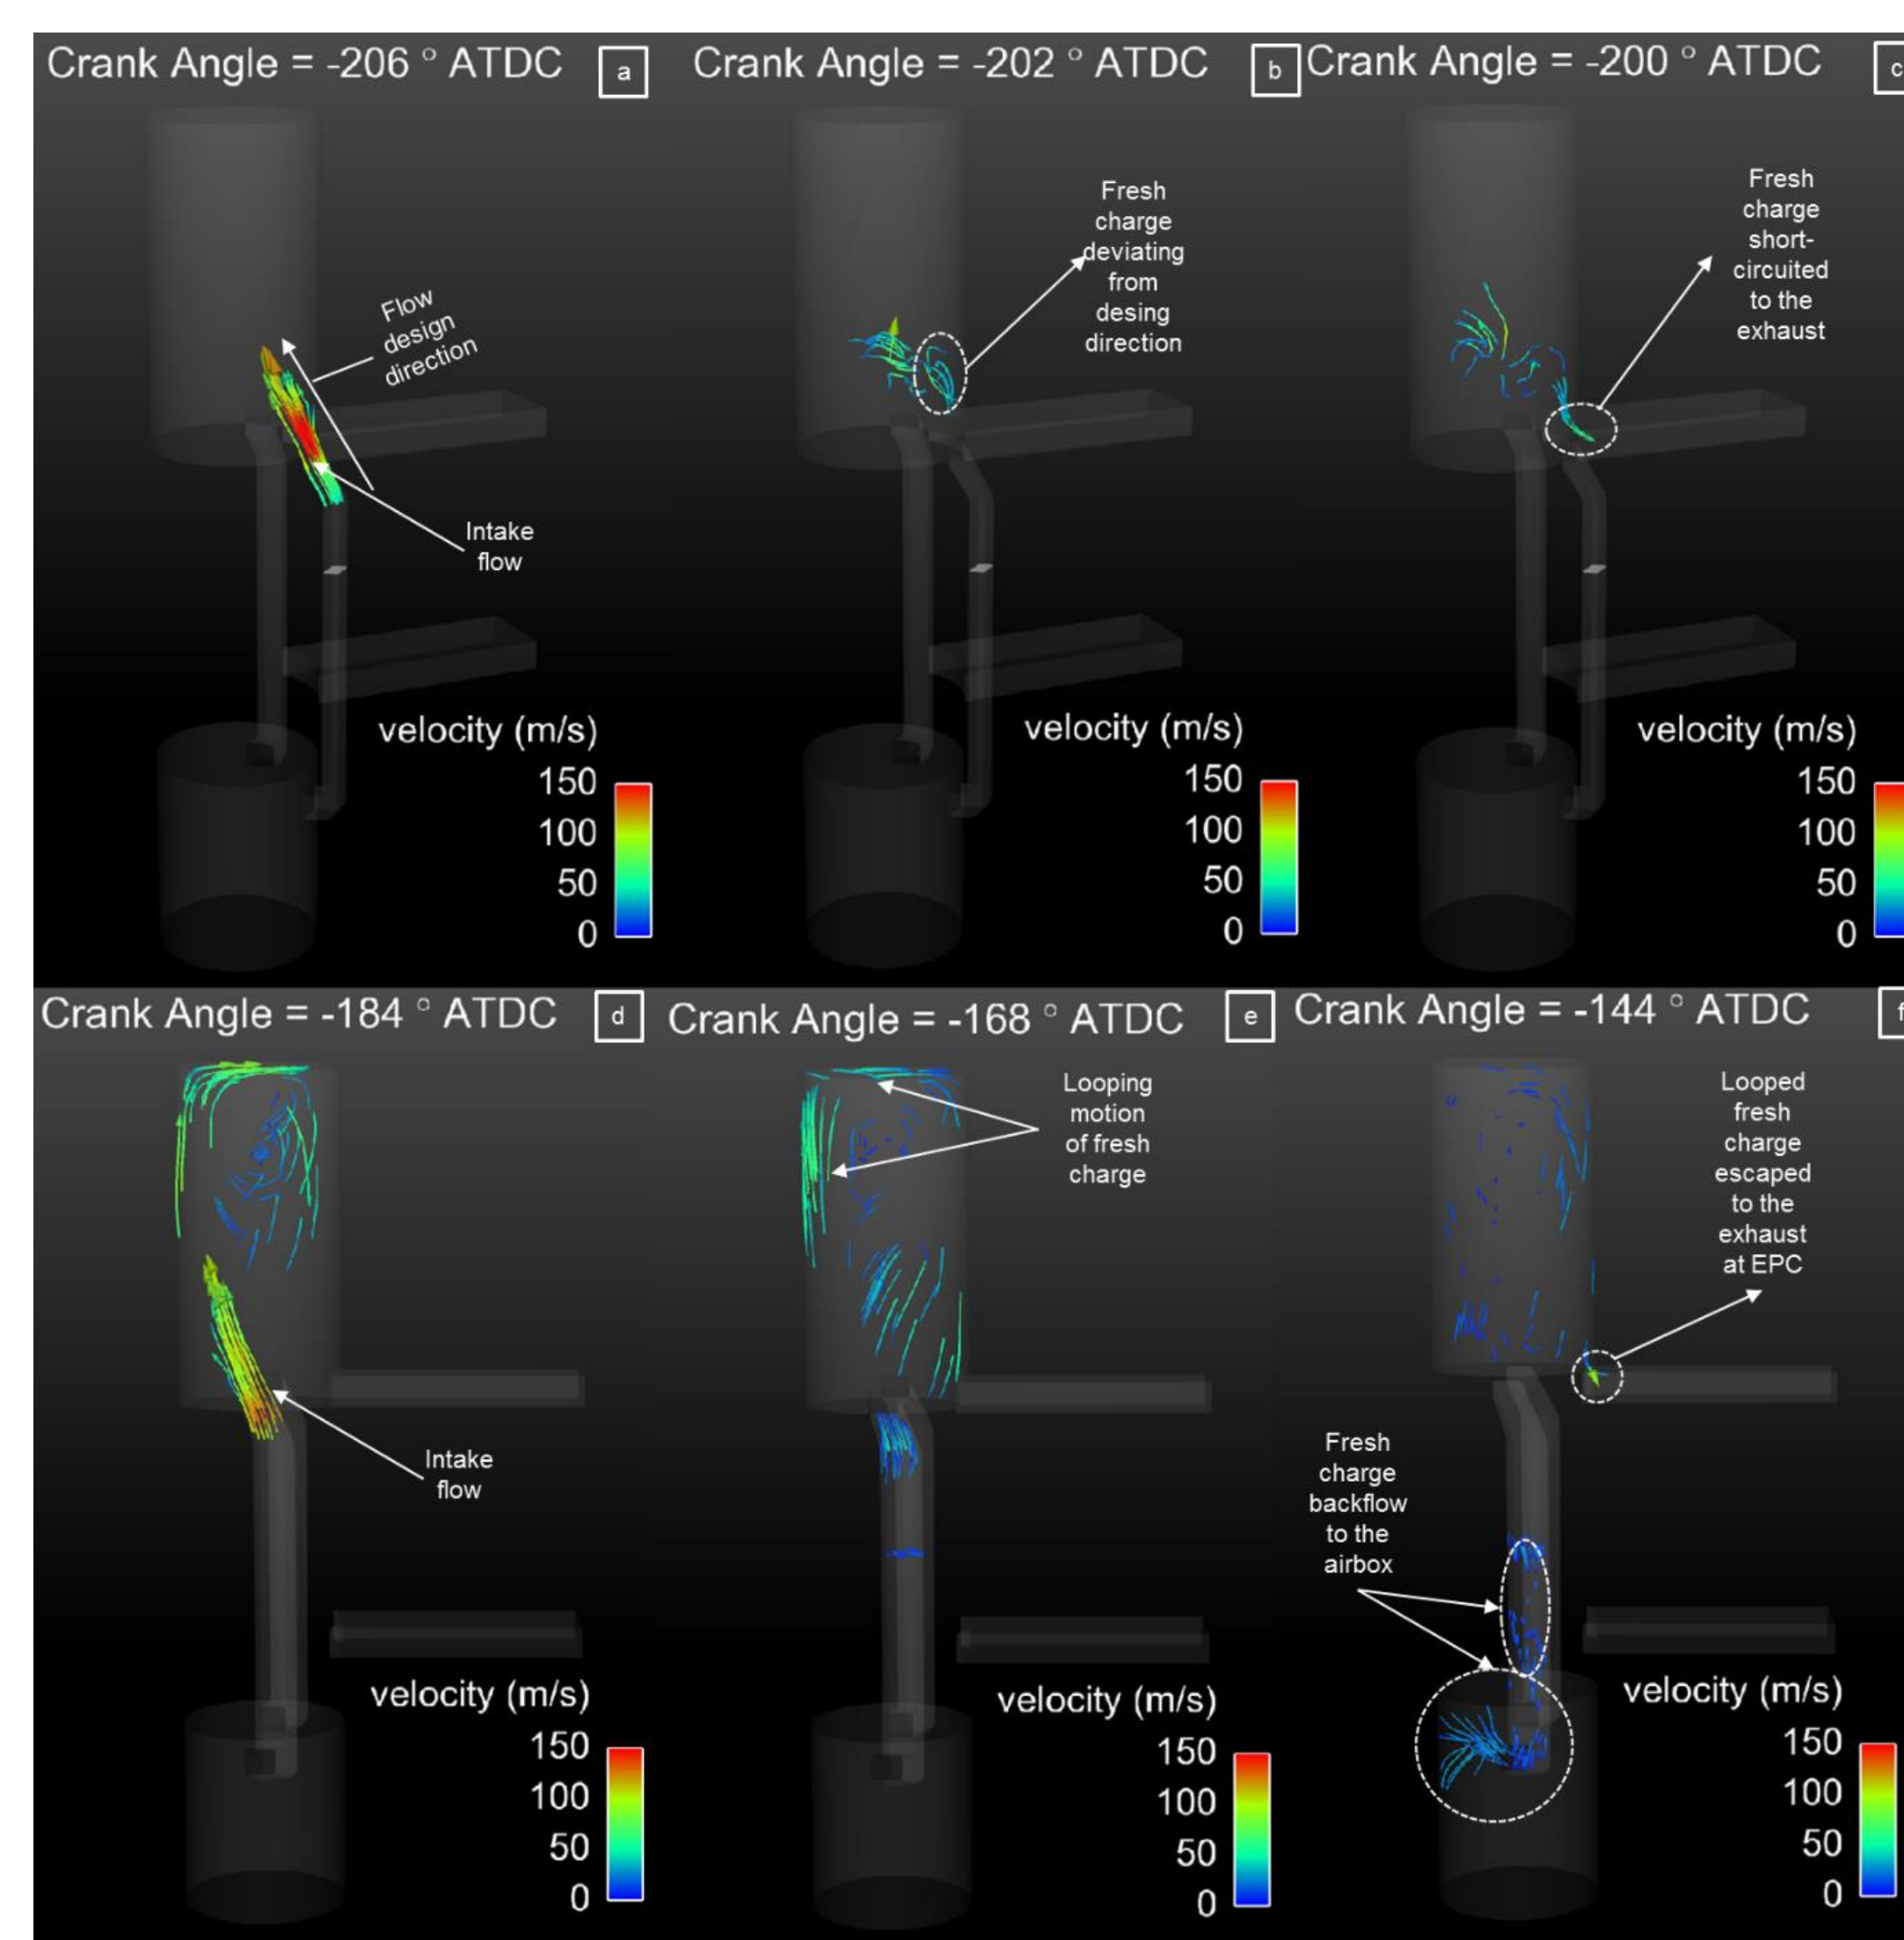 Crank Angle = -206 ° ATDC
a
Flow
design
direction
Intake
flow
velocity (m/s)
150
100
50
0
Crank Angle = -202 ° ATDC
b
Fresh
charge
deviating
from
desing
direction
velocity (m/s)
150
100
50
0
Crank Angle = -200 ° ATDC
c
Fresh
charge
short-
circuited
to the
exhaust
velocity (m/s)
150
100
50
0
Crank Angle = -184 ° ATDC
d
Intake
flow
velocity (m/s)
150
100
50
0
Crank Angle = -168 ° ATDC
e
Looping
motion
of fresh
charge
velocity (m/s)
150
100
50
0
Crank Angle = -144 ° ATDC
f
Looped
fresh
charge
escaped
to the
exhaust
at EPC
Fresh
charge
backflow
to the
airbox
velocity (m/s)
150
100
50
0